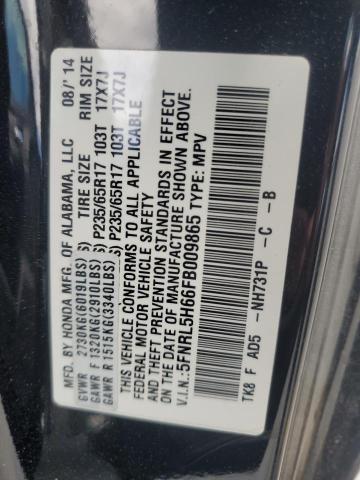 MFD. BY HONDA MFG. OF ALABAMA, LLC 08/'14
GVWR 2730KG(6019LBS) TIRE SIZE RIM SIZE
GAWR F 1320KG(2910LBS) S) P235/65R17 103T 17X7J
GAWR R 1515KG(3340LBS) S) P235/65R17 103T 17X7J
THIS VEHICLE CONFORMS TO ALL APPLICABLE
FEDERAL MOTOR VEHICLE SAFETY
AND THEFT PREVENTION STANDARDS IN EFFECT
ON THE DATE OF MANUFACTURE SHOWN ABOVE.
V.I.N.:5FNRL5H66FB009865 TYPE: MPV
TK8 F AD5 -NH731P -C -B